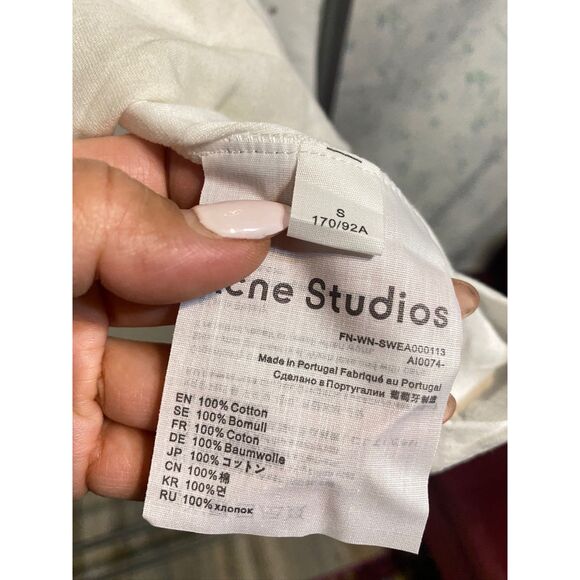 S
170/92A
cne Studios
FN-WN-SWEA000113
AI0074-
Made in Portugal Fabriqué au Portugal
Сделано в Португалии 葡萄牙制造
EN 100% Cotton
SE 100% Bomull
FR 100% Coton
DE 100% Baumwolle
JP 100% コットン
CN 100%棉
KR 100%면
RU 100% хлопок